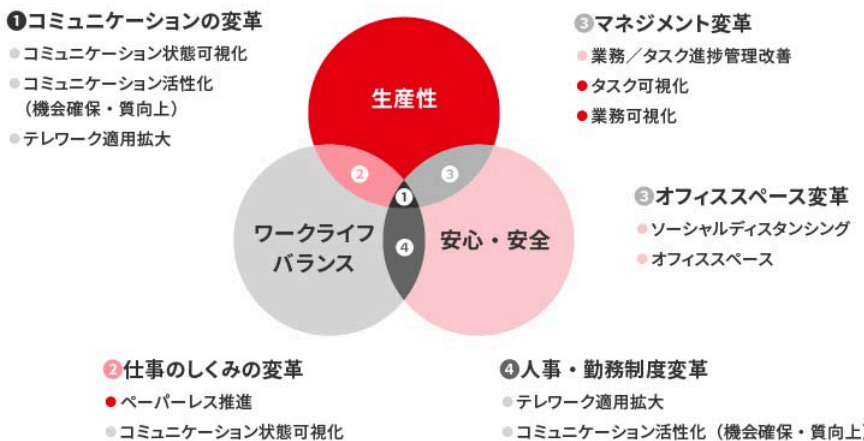 ❶コミュニケーションの変革
コミュニケーション状態可視化
コミュニケーション活性化
（機会確保・質向上）
テレワーク適用拡大
❸マネジメント変革
業務／タスク進捗管理改善
タスク可視化
業務可視化
生産性
❷
❸
❶
ワークライフ
バランス
❹
安心・安全
❸オフィススペース変革
ソーシャルディスタンシング
オフィススペース
❷仕事のしくみの変革
ペーパーレス推進
コミュニケーション状態可視化
❹人事・勤務制度変革
テレワーク適用拡大
コミュニケーション活性化（機会確保・質向上